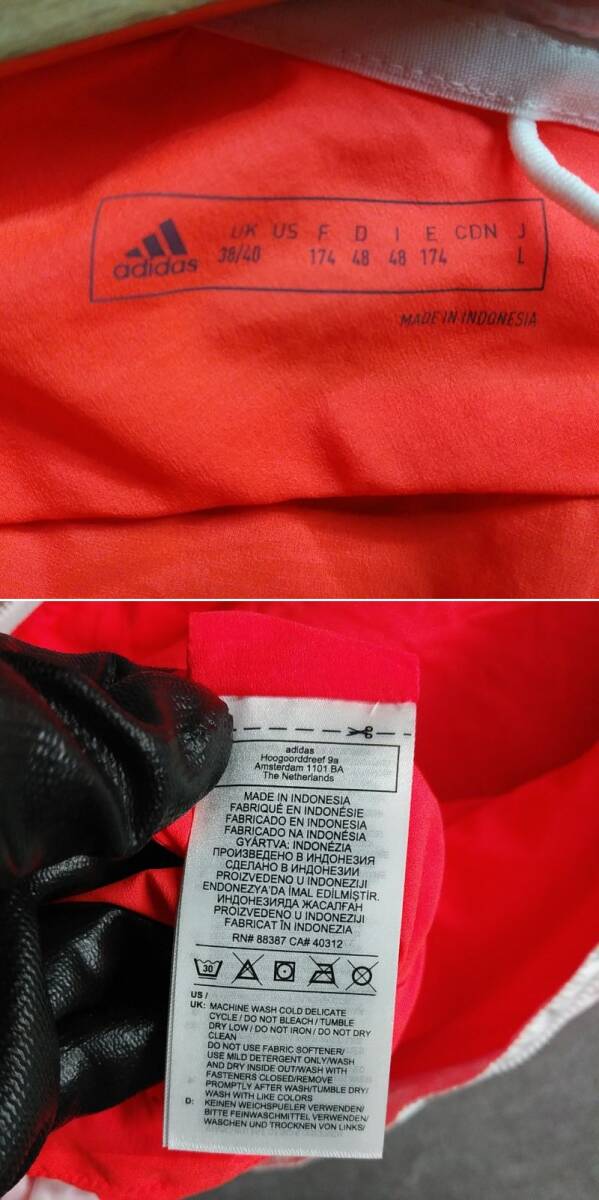 adidas
UK US F D I E CDN J
38/40 174 48 48 174 L
MADE IN INDONESIA
adidas
Hoogoorddreef 9a
Amsterdam 1101 BA
The Netherlands
MADE IN INDONESIA
FABRIQUÉ EN INDONÉSIE
FABRICADO EN INDONESIA
FABRICADO NA INDONÉSIA
GYÁRTVA: INDONÉZIA
ПРОИЗВЕДЕНО В ИНДОНЕЗИЯ
СДЕЛАНО В ИНДОНЕЗИИ
PROIZVEDENO U INDONEZIJI
ENDONEZYA'DA İMAL EDİLMİŞTİR.
ИНДОНЕЗИЯДА ЖАСАЛҒАН
PROIZVEDENO U INDONEZIJI
FABRICAT ÎN INDONEZIA
RN# 88387 CA# 40312
30
US /
UK: MACHINE WASH COLD DELICATE
CYCLE / DO NOT BLEACH / TUMBLE
DRY LOW / DO NOT IRON / DO NOT DRY
CLEAN
DO NOT USE FABRIC SOFTENER/
USE MILD DETERGENT ONLY/WASH
AND DRY INSIDE OUT/WASH WITH
FASTENERS CLOSED/REMOVE
PROMPTLY AFTER WASH/TUMBLE DRY/
WASH WITH LIKE COLORS
D: KEINEN WEICHSPUELER VERWENDEN/
BITTE FEINWASCHMITTEL VERWENDEN/
WASCHEN UND TROCKNEN VON LINKS/